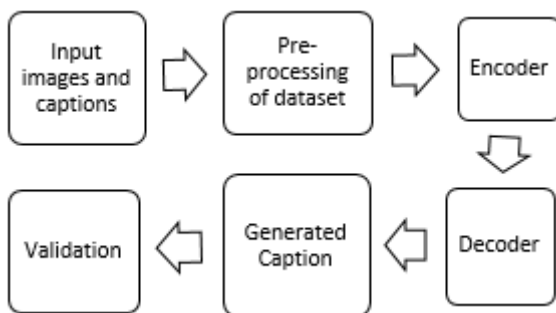 Input
images and
captions
Pre-
processing
of dataset
Encoder
Decoder
Generated
Caption
Validation